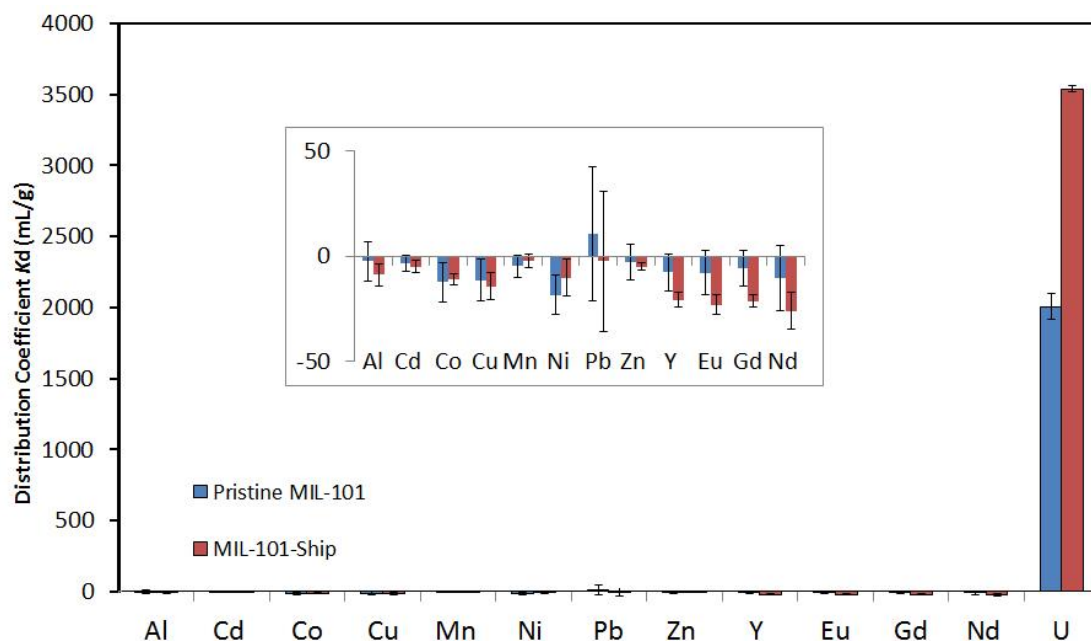 4000
3500
3000
2500
2000
1500
1000
500
0
Distribution Coefficient Kd (mL/g)
50
0
-50
Al Cd Co Cu Mn Ni Pb Zn Y Eu Gd Nd
Pristine MIL-101
MIL-101-Ship
Al Cd Co Cu Mn Ni Pb Zn Y Eu Gd Nd U